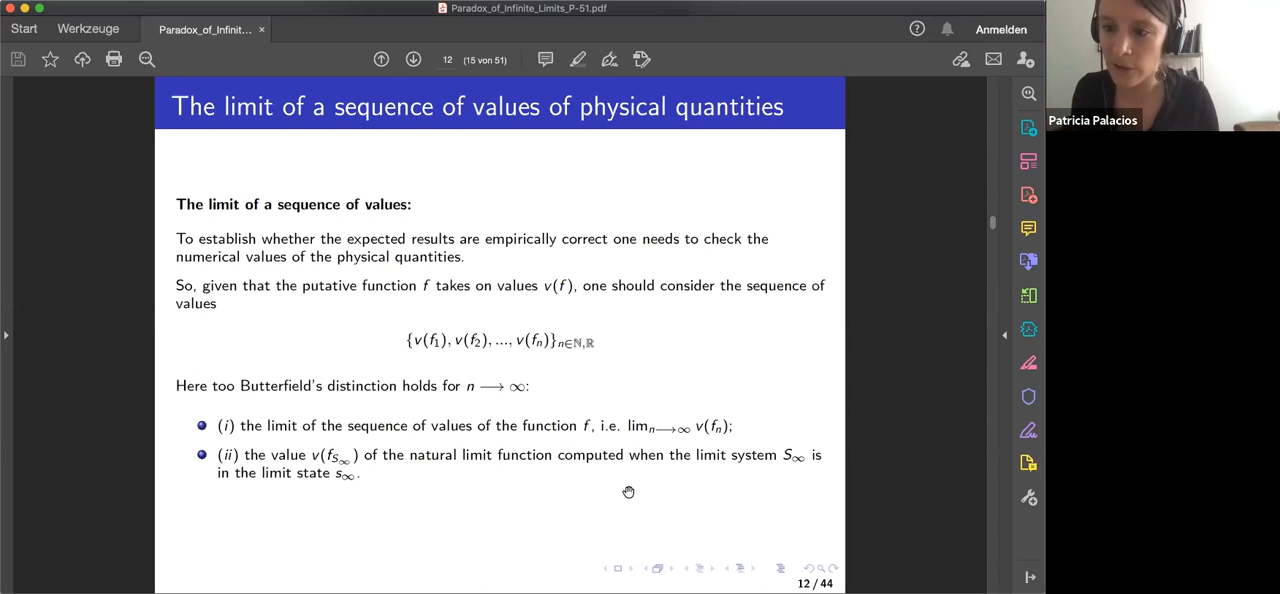 Paradox_of_Infinite_Limits_P-51.pdf
Start Werkzeuge Paradox_of_Infinit... × Anmelden
12 (15 von 51)
Patricia Palacios
The limit of a sequence of values of physical quantities
The limit of a sequence of values:
To establish whether the expected results are empirically correct one needs to check the
numerical values of the physical quantities.
So, given that the putative function f takes on values v(f), one should consider the sequence of
values
{v(f₁), v(f₂), ..., v(fₙ)}n∈ℕ,ℝ
Here too Butterfield's distinction holds for n ⟶ ∞:
(i) the limit of the sequence of values of the function f, i.e. limn⟶∞ v(fₙ);
(ii) the value v(fS∞) of the natural limit function computed when the limit system S∞ is
in the limit state s∞.
12 / 44